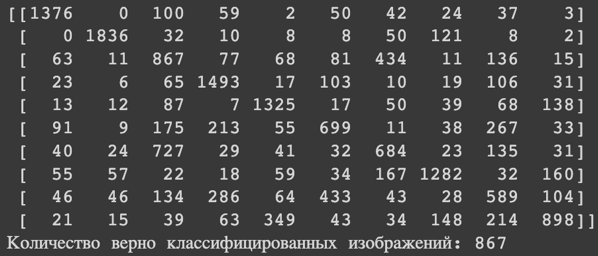 [[1376 0 100 59 2 50 42 24 37 3]
[ 0 1836 32 10 8 8 50 121 8 2]
[ 63 11 867 77 68 81 434 11 136 15]
[ 23 6 65 1493 17 103 10 19 106 31]
[ 13 12 87 7 1325 17 50 39 68 138]
[ 91 9 175 213 55 699 11 38 267 33]
[ 40 24 727 29 41 32 684 23 135 31]
[ 55 57 22 18 59 34 167 1282 32 160]
[ 46 46 134 286 64 433 43 28 589 104]
[ 21 15 39 63 349 43 34 148 214 898]]
Количество верно классифицированных изображений: 867